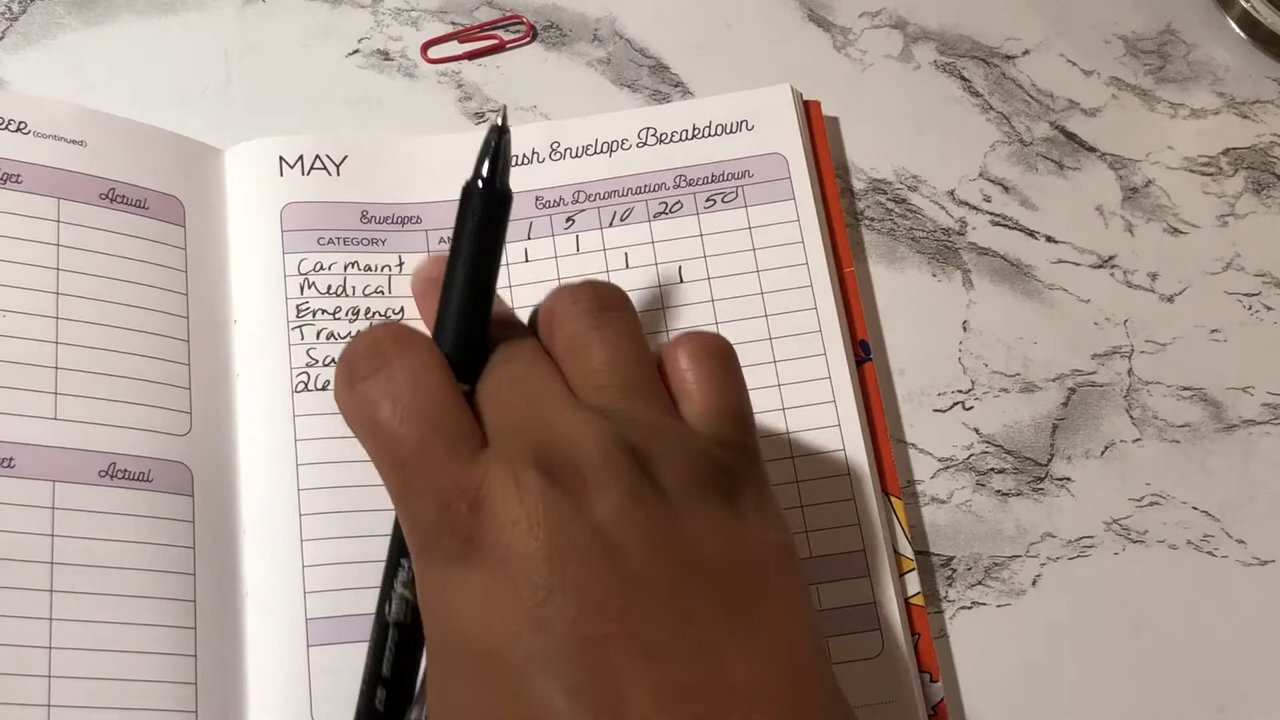 (continued)
Actual
Actual
MAY
Cash Envelope Breakdown
Envelopes
Cash Denomination Breakdown
1 5 10 20 50
CATEGORY
Car maint 1 1
Medical 1
Emergency 1